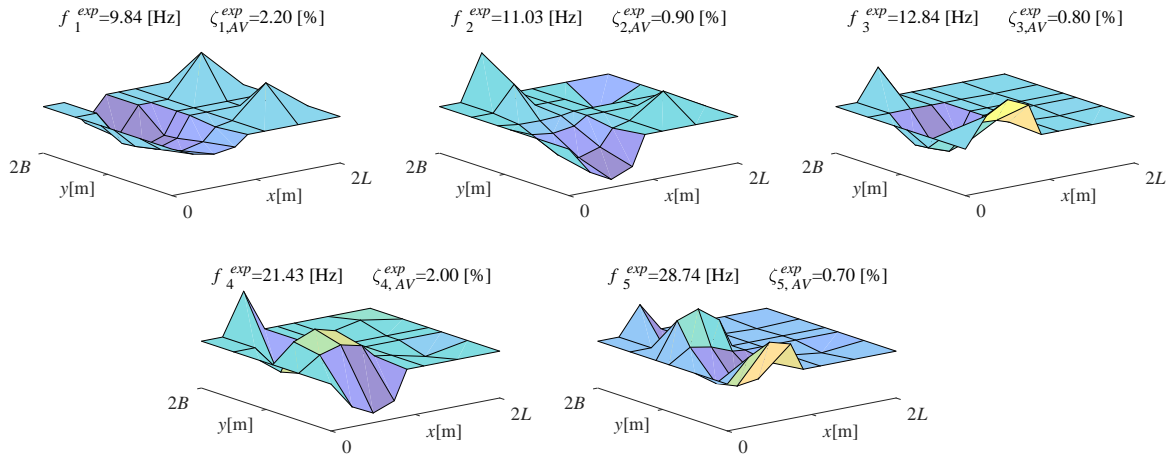 f₁ᵉˣᵖ=9.84 [Hz] ζ₁,ₐᵥᵉˣᵖ=2.20 [%]
f₂ᵉˣᵖ=11.03 [Hz] ζ₂,ₐᵥᵉˣᵖ=0.90 [%]
f₃ᵉˣᵖ=12.84 [Hz] ζ₃,ₐᵥᵉˣᵖ=0.80 [%]
2B y[m] 0 x[m] 2L
2B y[m] 0 x[m] 2L
2B y[m] 0 x[m] 2L
f₄ᵉˣᵖ=21.43 [Hz] ζ₄, ₐᵥᵉˣᵖ=2.00 [%]
f₅ᵉˣᵖ=28.74 [Hz] ζ₅, ₐᵥᵉˣᵖ=0.70 [%]
2B y[m] 0 x[m] 2L
2B y[m] 0 x[m] 2L